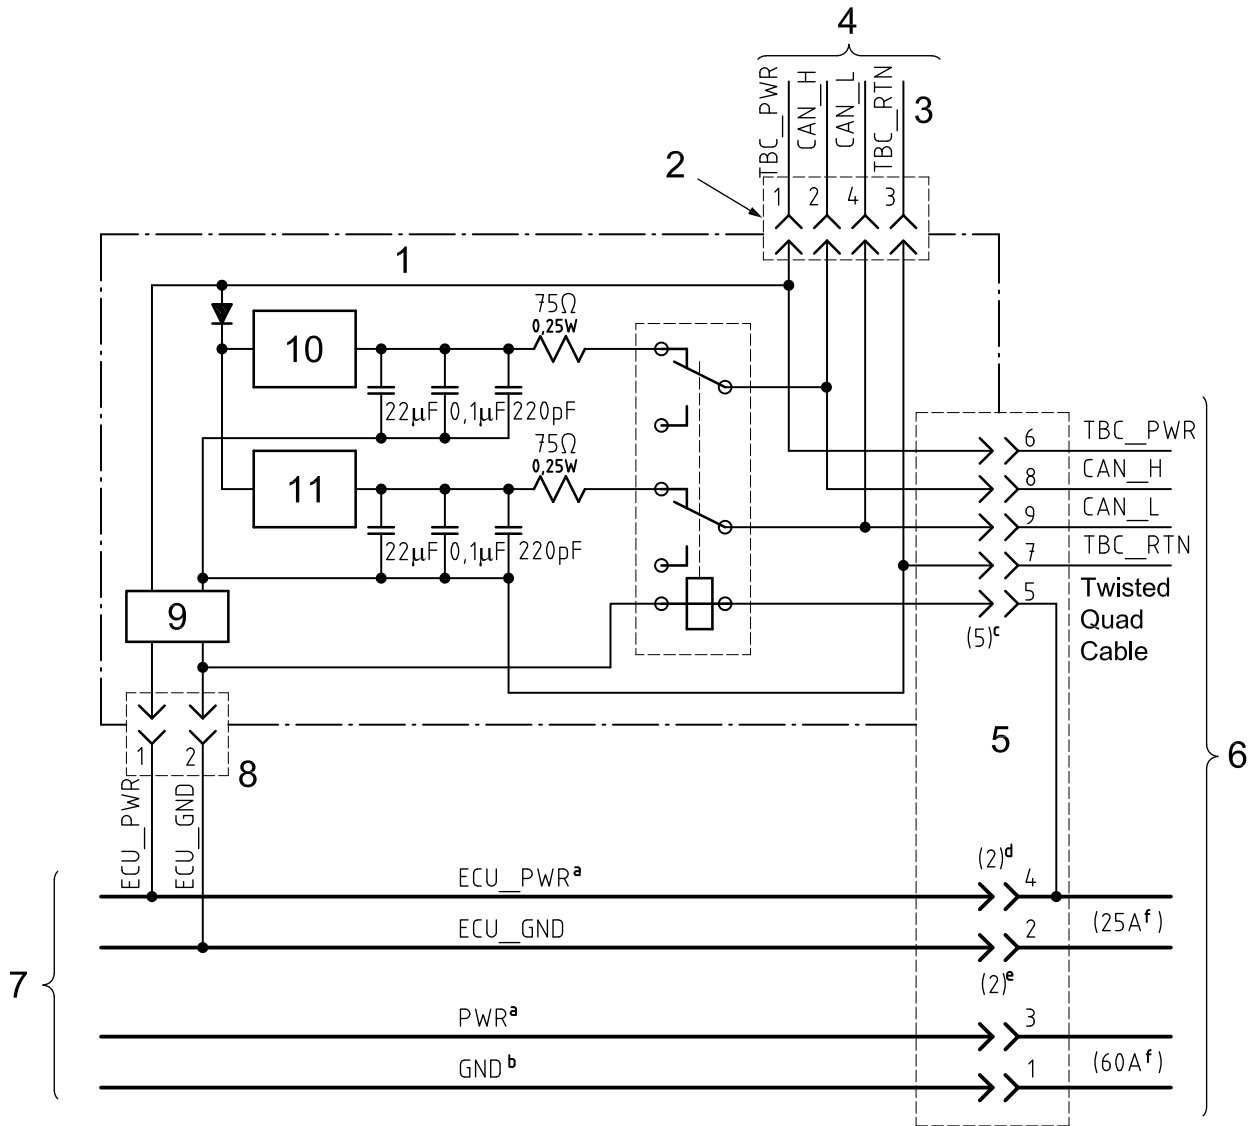 4
TBC_PWR
CAN_H
CAN_L
TBC_RTN
3
2
1
2
4
3
1
75Ω
0,25W
10
22μF
0,1μF
220pF
75Ω
0,25W
11
22μF
0,1μF
220pF
6
TBC_PWR
8
CAN_H
9
CAN_L
7
TBC_RTN
5
(5)ᶜ
Twisted
Quad
Cable
9
5
6
1
2
8
ECU_PWR
ECU_GND
7
ECU_PWRᵃ
(2)ᵈ
4
(25Aᶠ)
ECU_GND
2
(2)ᵉ
PWRᵃ
3
(60Aᶠ)
GNDᵇ
1